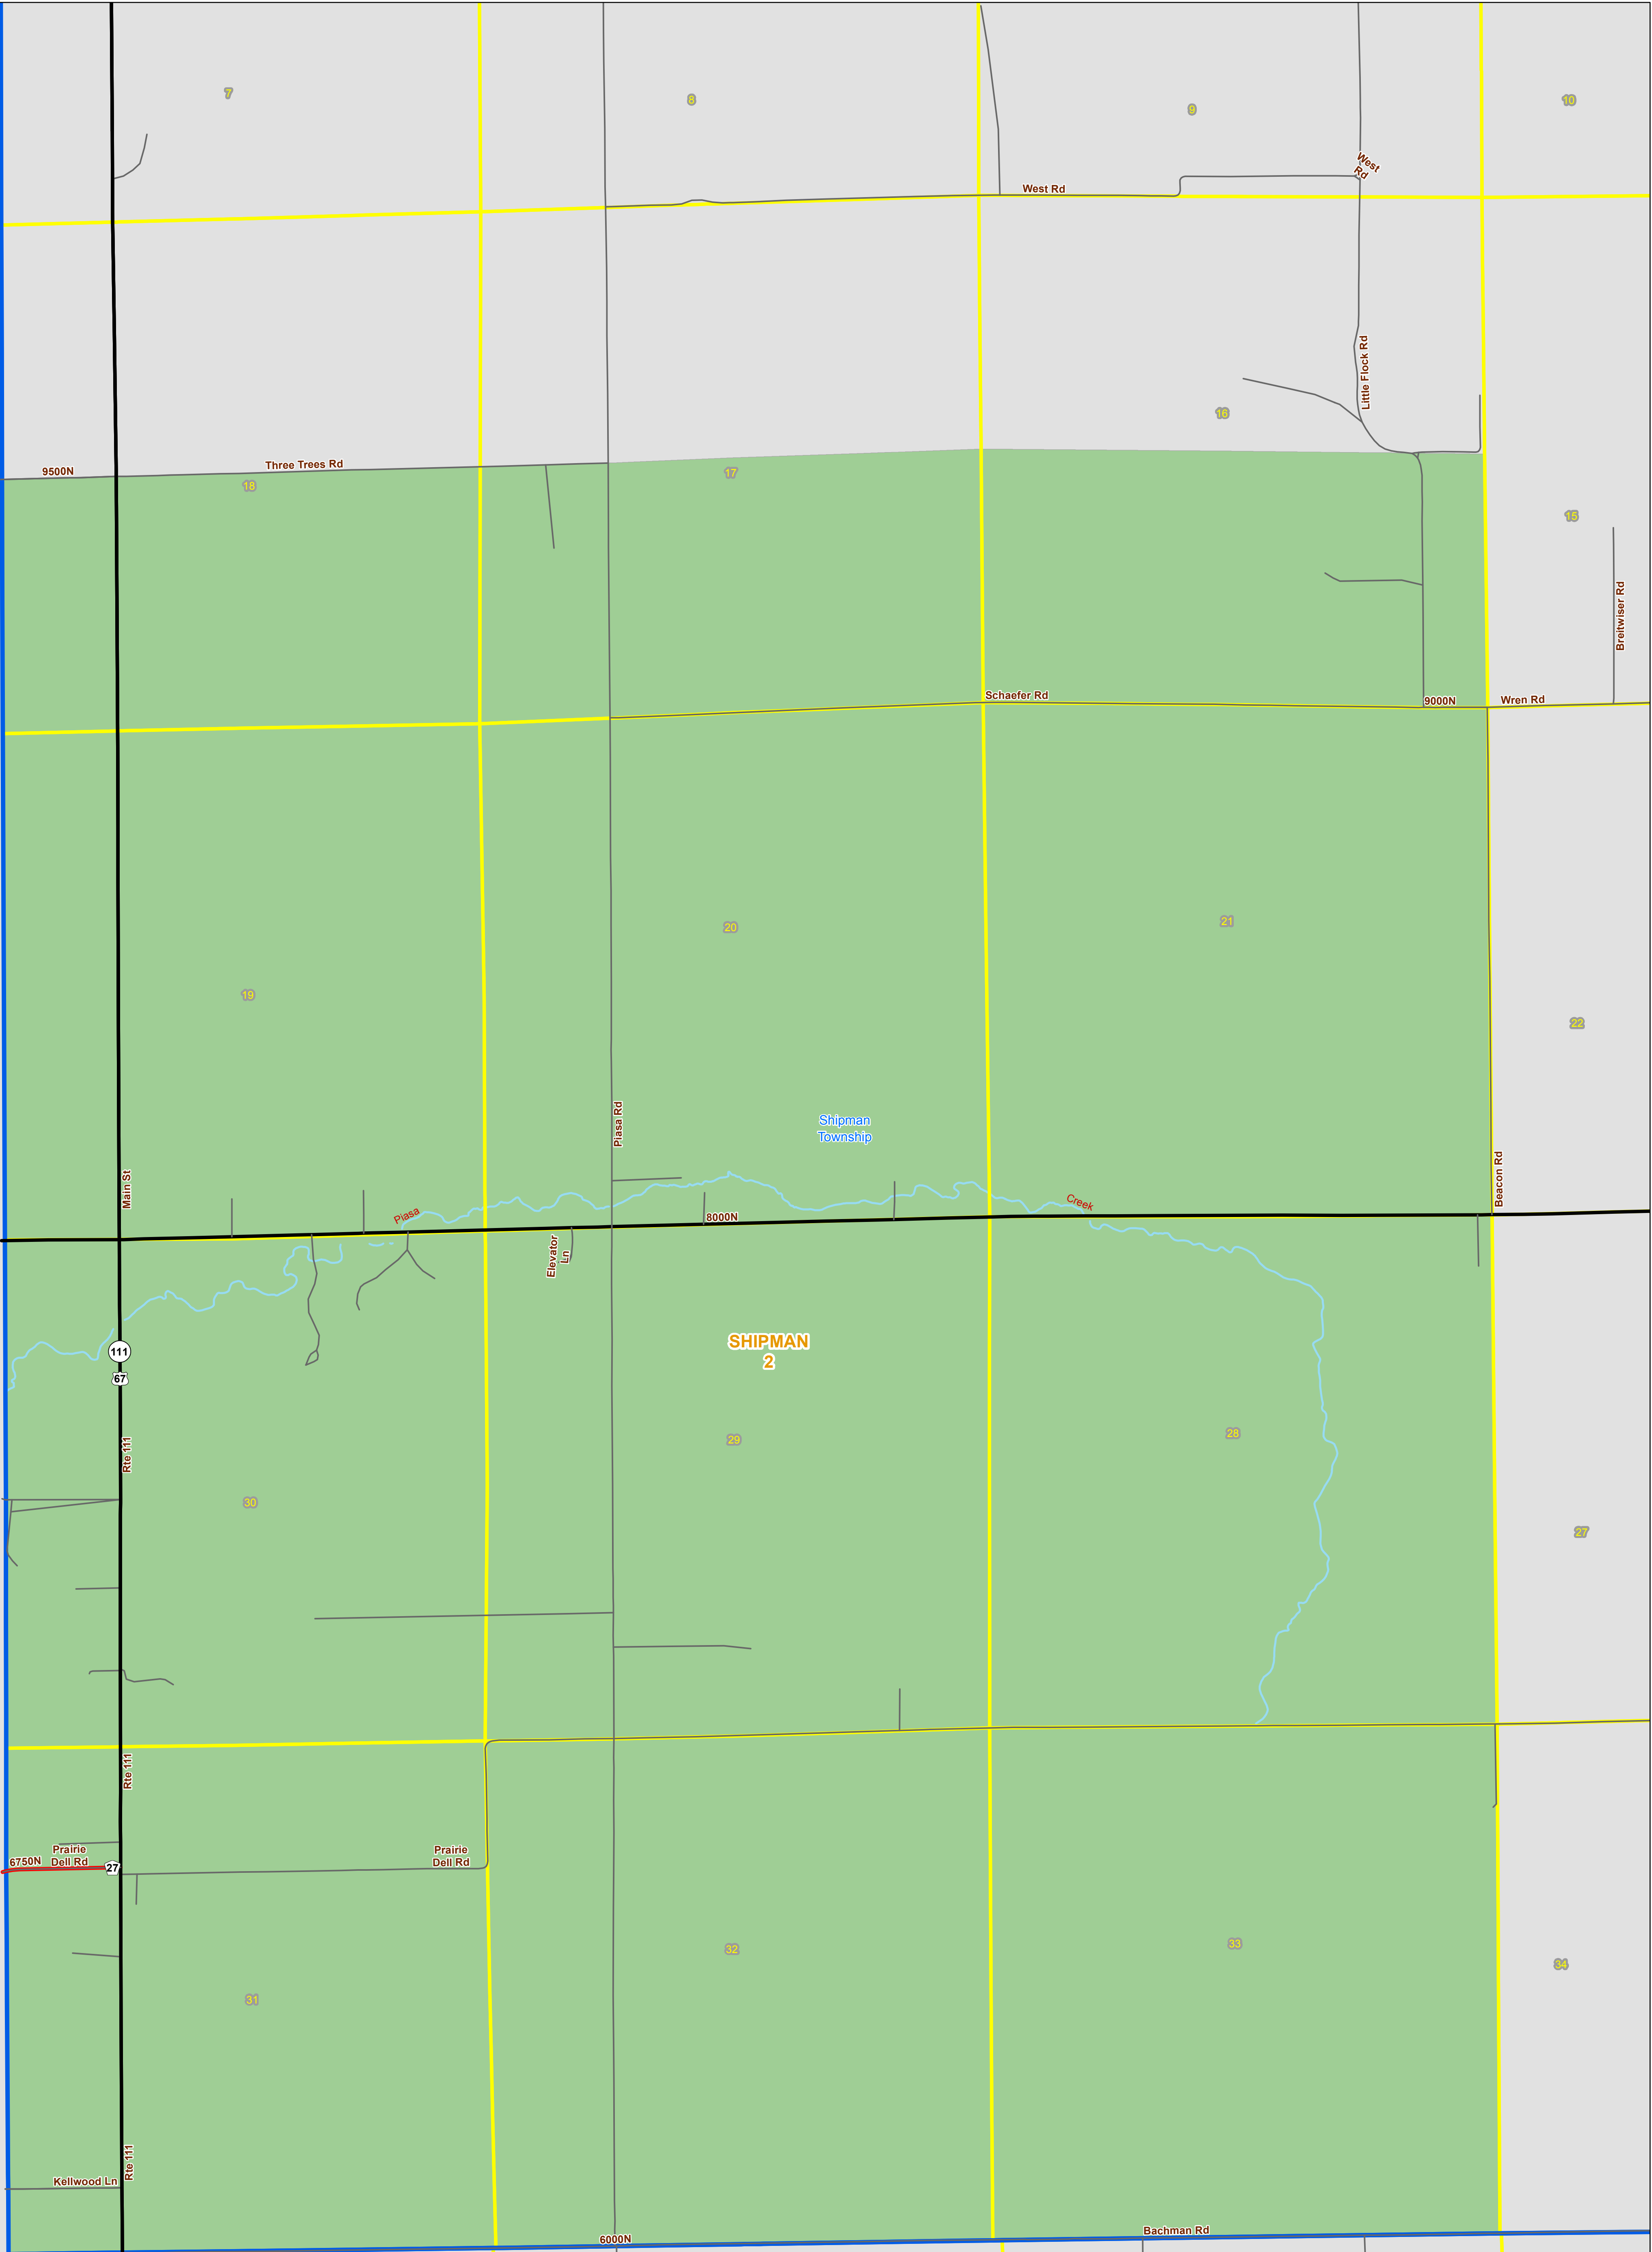 7
8
9
10
West
Rd
West Rd
Little Flock Rd
16
9500N
Three Trees Rd
17
18
15
Breitwiser Rd
Schaefer Rd
9000N
Wren Rd
20
21
19
22
Piasa Rd
Shipman
Township
Main St
Beacon Rd
Piasa
Creek
8000N
Elevator
Ln
SHIPMAN
2
111
67
Rte 111
29
28
30
27
Rte 111
Prairie
Dell Rd
6750N
27
Prairie
Dell Rd
32
33
34
31
Rte 111
Kellwood Ln
6000N
Bachman Rd